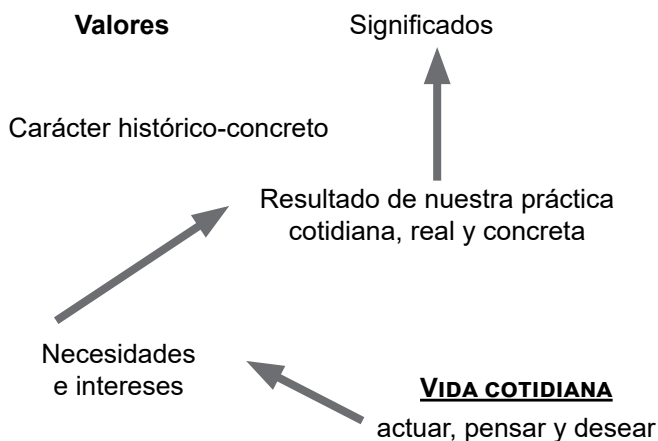 Valores
Significados
Carácter histórico-concreto
Resultado de nuestra práctica
cotidiana, real y concreta
Necesidades
e intereses
VIDA COTIDIANA
actuar, pensar y desear